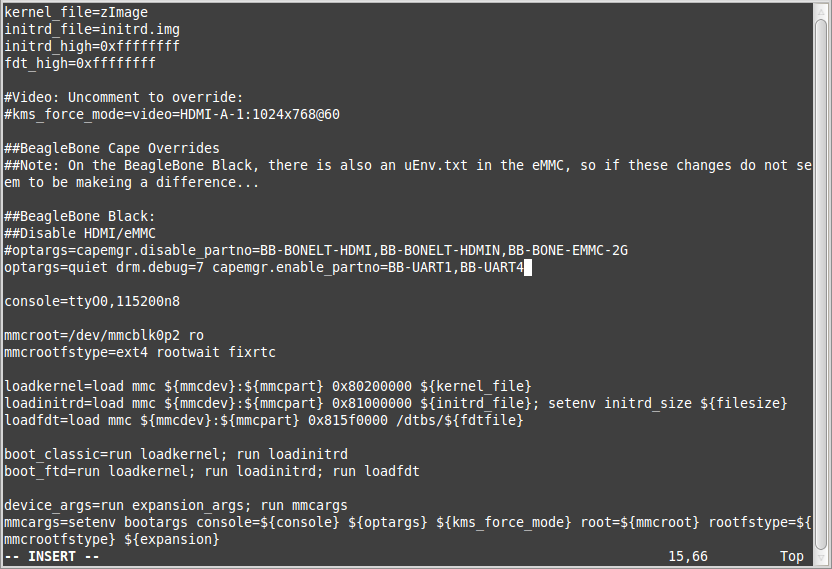 kernel_file=zImage
initrd_file=initrd.img
initrd_high=0xffffffff
fdt_high=0xffffffff

#Video: Uncomment to override:
#kms_force_mode=video=HDMI-A-1:1024x768@60

##BeagleBone Cape Overrides
##Note: On the BeagleBone Black, there is also an uEnv.txt in the eMMC, so if these changes do not se
em to be makeing a difference...

##BeagleBone Black:
##Disable HDMI/eMMC
#optargs=capemgr.disable_partno=BB-BONELT-HDMI,BB-BONELT-HDMIN,BB-BONE-EMMC-2G
optargs=quiet drm.debug=7 capemgr.enable_partno=BB-UART1,BB-UART4

console=ttyO0,115200n8

mmcroot=/dev/mmcblk0p2 ro
mmcrootfstype=ext4 rootwait fixrtc

loadkernel=load mmc ${mmcdev}:${mmcpart} 0x80200000 ${kernel_file}
loadinitrd=load mmc ${mmcdev}:${mmcpart} 0x81000000 ${initrd_file}; setenv initrd_size ${filesize}
loadfdt=load mmc ${mmcdev}:${mmcpart} 0x815f0000 /dtbs/${fdtfile}

boot_classic=run loadkernel; run loadinitrd
boot_ftd=run loadkernel; run loadinitrd; run loadfdt

device_args=run expansion_args; run mmcargs
mmcargs=setenv bootargs console=${console} ${optargs} ${kms_force_mode} root=${mmcroot} rootfstype=${
mmcrootfstype} ${expansion}
-- INSERT -- 15,66 Top